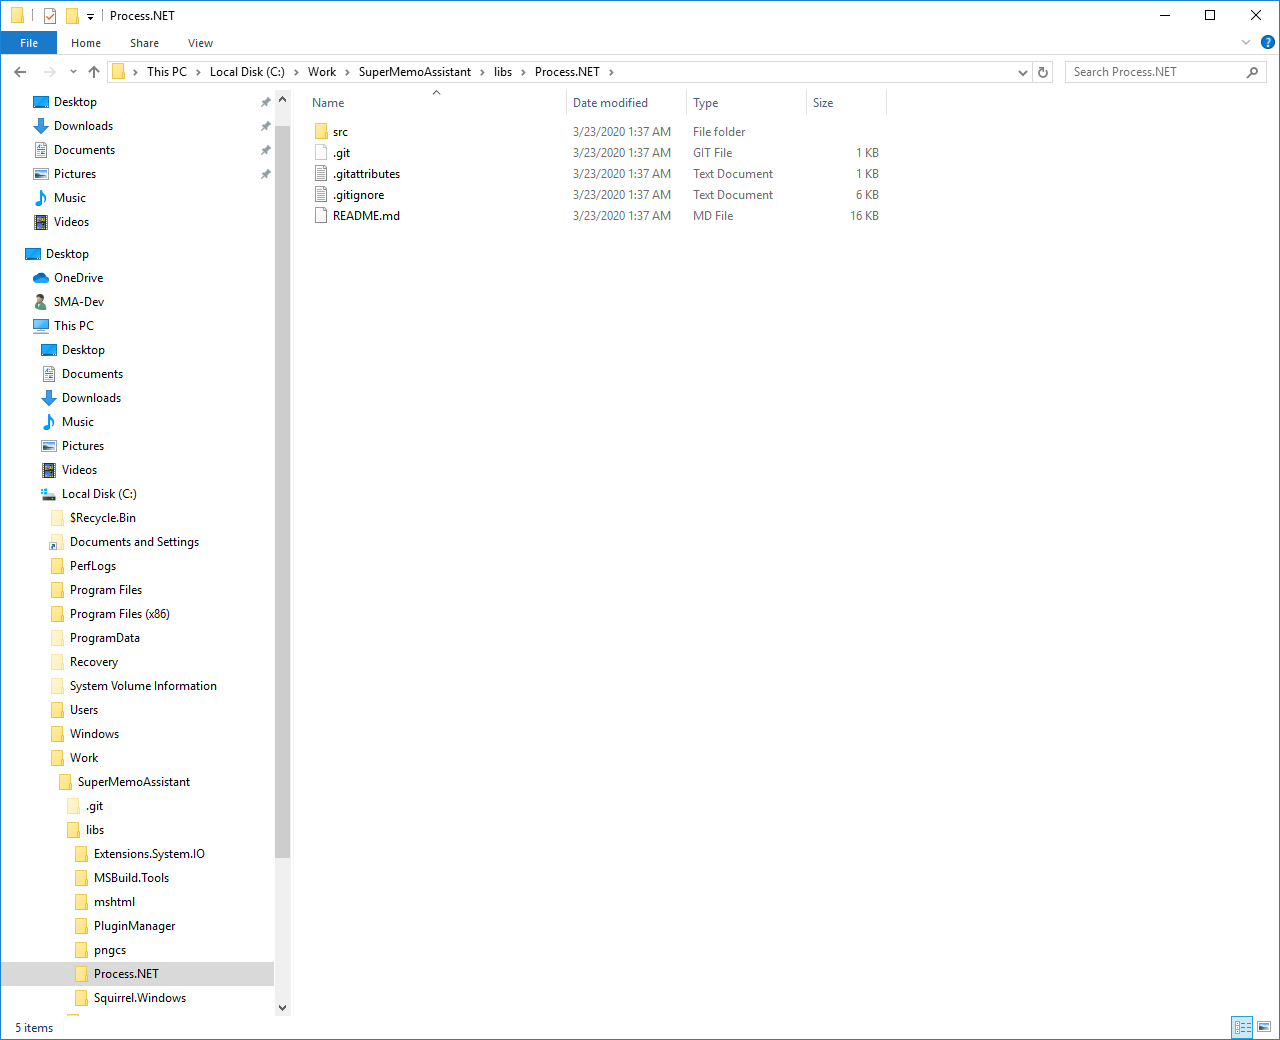 Process.NET
File Home Share View
This PC Local Disk (C:) Work SuperMemoAssistant libs Process.NET
Search Process.NET
Desktop
Downloads
Documents
Pictures
Music
Videos
Desktop
OneDrive
SMA-Dev
This PC
Desktop
Documents
Downloads
Music
Pictures
Videos
Local Disk (C:)
$Recycle.Bin
Documents and Settings
PerfLogs
Program Files
Program Files (x86)
ProgramData
Recovery
System Volume Information
Users
Windows
Work
SuperMemoAssistant
.git
libs
Extensions.System.IO
MSBuild.Tools
mshtml
PluginManager
pngcs
Process.NET
Squirrel.Windows
Name Date modified Type Size
src 3/23/2020 1:37 AM File folder
.git 3/23/2020 1:37 AM GIT File 1 KB
.gitattributes 3/23/2020 1:37 AM Text Document 1 KB
.gitignore 3/23/2020 1:37 AM Text Document 6 KB
README.md 3/23/2020 1:37 AM MD File 16 KB
5 items